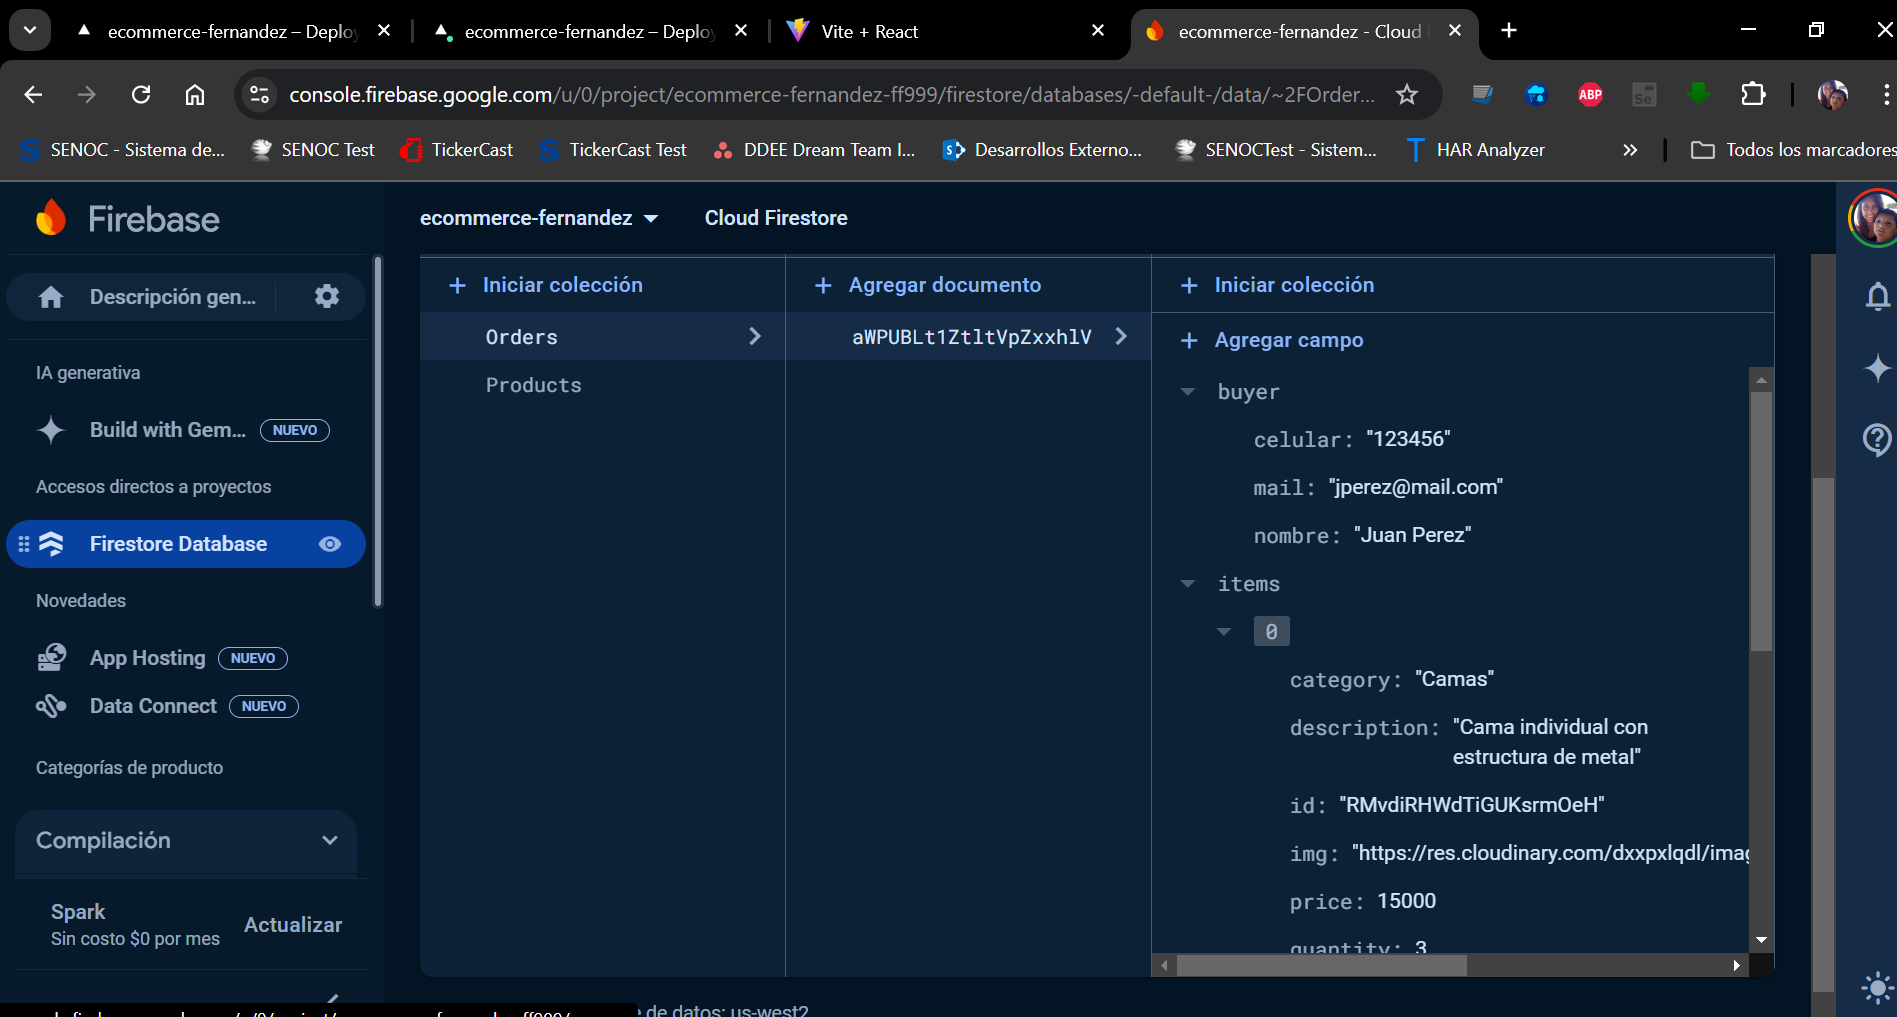 ecommerce-fernandez – Deploy
ecommerce-fernandez – Deploy
Vite + React
ecommerce-fernandez - Cloud
console.firebase.google.com/u/0/project/ecommerce-fernandez-ff999/firestore/databases/-default-/data/~2FOrder...
ABP
Se
SENOC - Sistema de...
SENOC Test
TickerCast
TickerCast Test
DDEE Dream Team I...
Desarrollos Externo...
SENOCTest - Sistem...
HAR Analyzer
Todos los marcadores
Firebase
ecommerce-fernandez
Cloud Firestore
Descripción gen...
IA generativa
Build with Gem...
NUEVO
Accesos directos a proyectos
Firestore Database
Novedades
App Hosting
NUEVO
Data Connect
NUEVO
Categorías de producto
Compilación
Spark
Sin costo $0 por mes
Actualizar
+ Iniciar colección
Orders
Products
+ Agregar documento
aWPUBLt1ZtltVpZxxhlV
+ Iniciar colección
+ Agregar campo
buyer
celular: "123456"
mail: "jperez@mail.com"
nombre: "Juan Perez"
items
0
category: "Camas"
description: "Cama individual con
estructura de metal"
id: "RMvdiRHWdTiGUKsrmOeH"
img: "https://res.cloudinary.com/dxxpxlqdl/imag
price: 15000
quantity: 3
de datos: us-west2